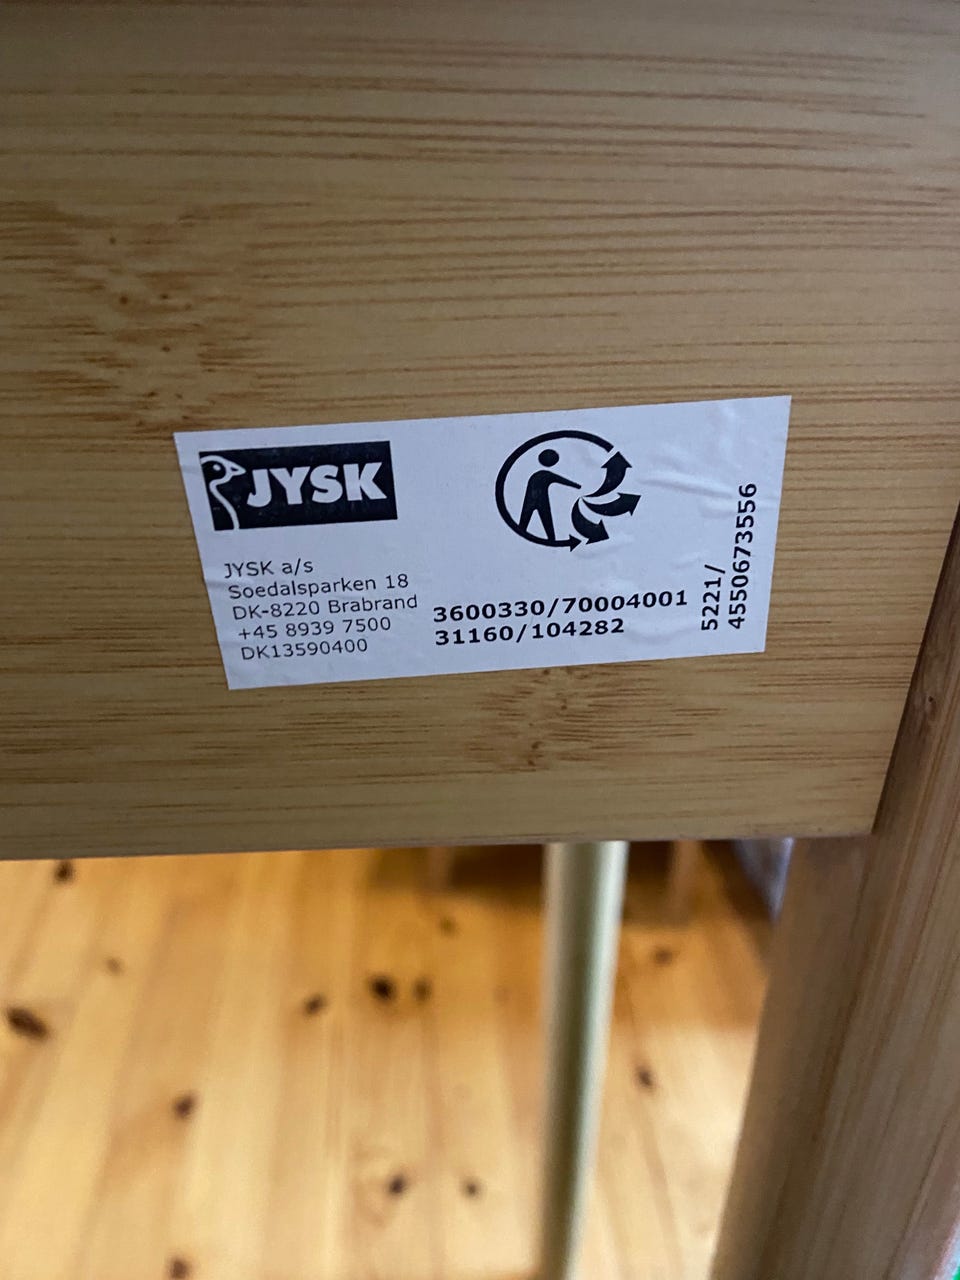 JYSK
JYSK a/s
Soedalsparken 18
DK-8220 Brabrand
+45 8939 7500
DK13590400
3600330/70004001
31160/104282
5221/
4550673556